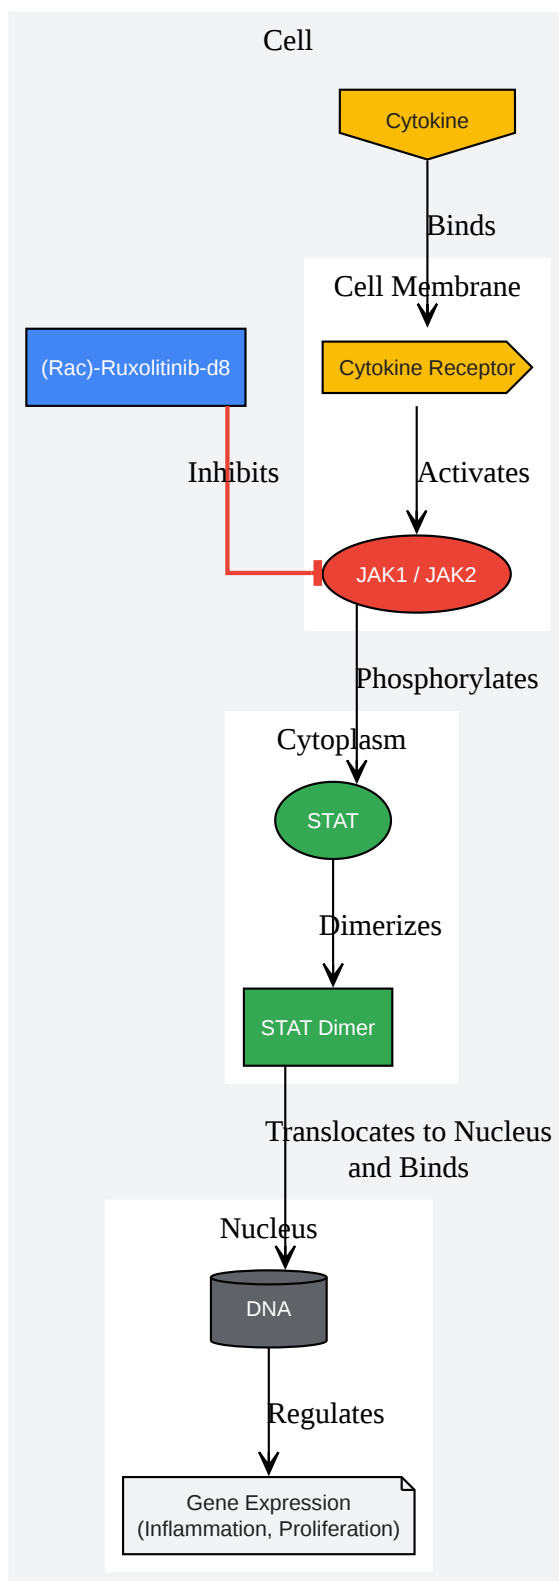 Cell
Cytokine
Binds
Cell Membrane
(Rac)-Ruxolitinib-d8
Cytokine Receptor
Inhibits
Activates
JAK1 / JAK2
Phosphorylates
Cytoplasm
STAT
Dimerizes
STAT Dimer
Translocates to Nucleus
and Binds
Nucleus
DNA
Regulates
Gene Expression
(Inflammation, Proliferation)